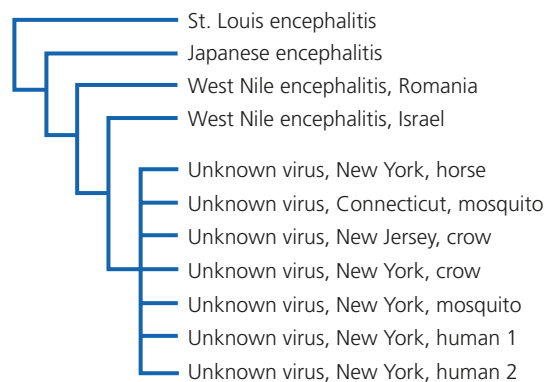 St. Louis encephalitis
Japanese encephalitis
West Nile encephalitis, Romania
West Nile encephalitis, Israel
Unknown virus, New York, horse
Unknown virus, Connecticut, mosquito
Unknown virus, New Jersey, crow
Unknown virus, New York, crow
Unknown virus, New York, mosquito
Unknown virus, New York, human 1
Unknown virus, New York, human 2